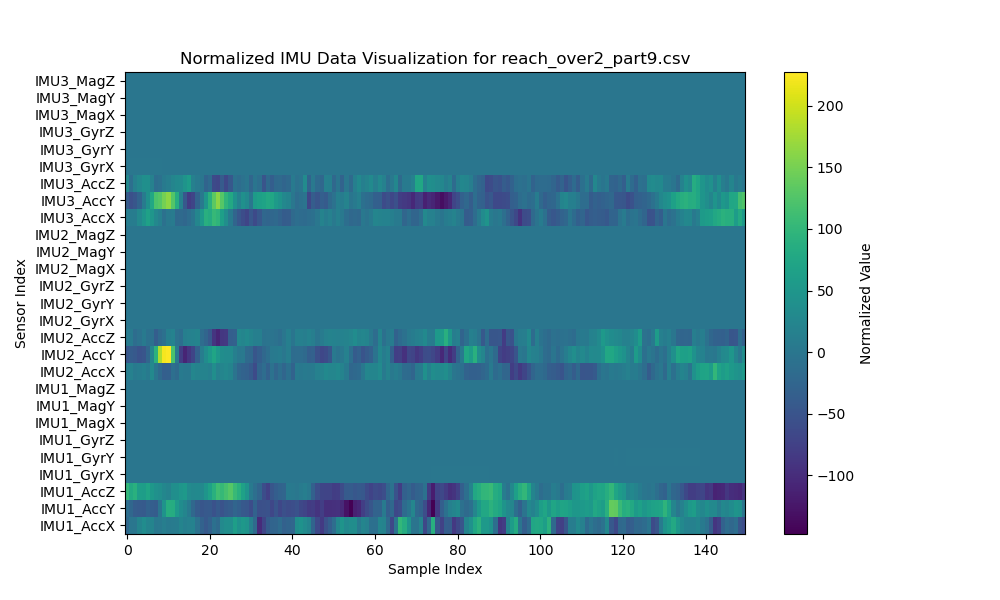 Normalized IMU Data Visualization for reach_over2_part9.csv
IMU3_MagZ
IMU3_MagY
IMU3_MagX
IMU3_GyrZ
IMU3_GyrY
IMU3_GyrX
IMU3_AccZ
IMU3_AccY
IMU3_AccX
IMU2_MagZ
IMU2_MagY
IMU2_MagX
IMU2_GyrZ
IMU2_GyrY
IMU2_GyrX
IMU2_AccZ
IMU2_AccY
IMU2_AccX
IMU1_MagZ
IMU1_MagY
IMU1_MagX
IMU1_GyrZ
IMU1_GyrY
IMU1_GyrX
IMU1_AccZ
IMU1_AccY
IMU1_AccX
Sensor Index
0 20 40 60 80 100 120 140
Sample Index
200
150
100
50
0
−50
−100
Normalized Value